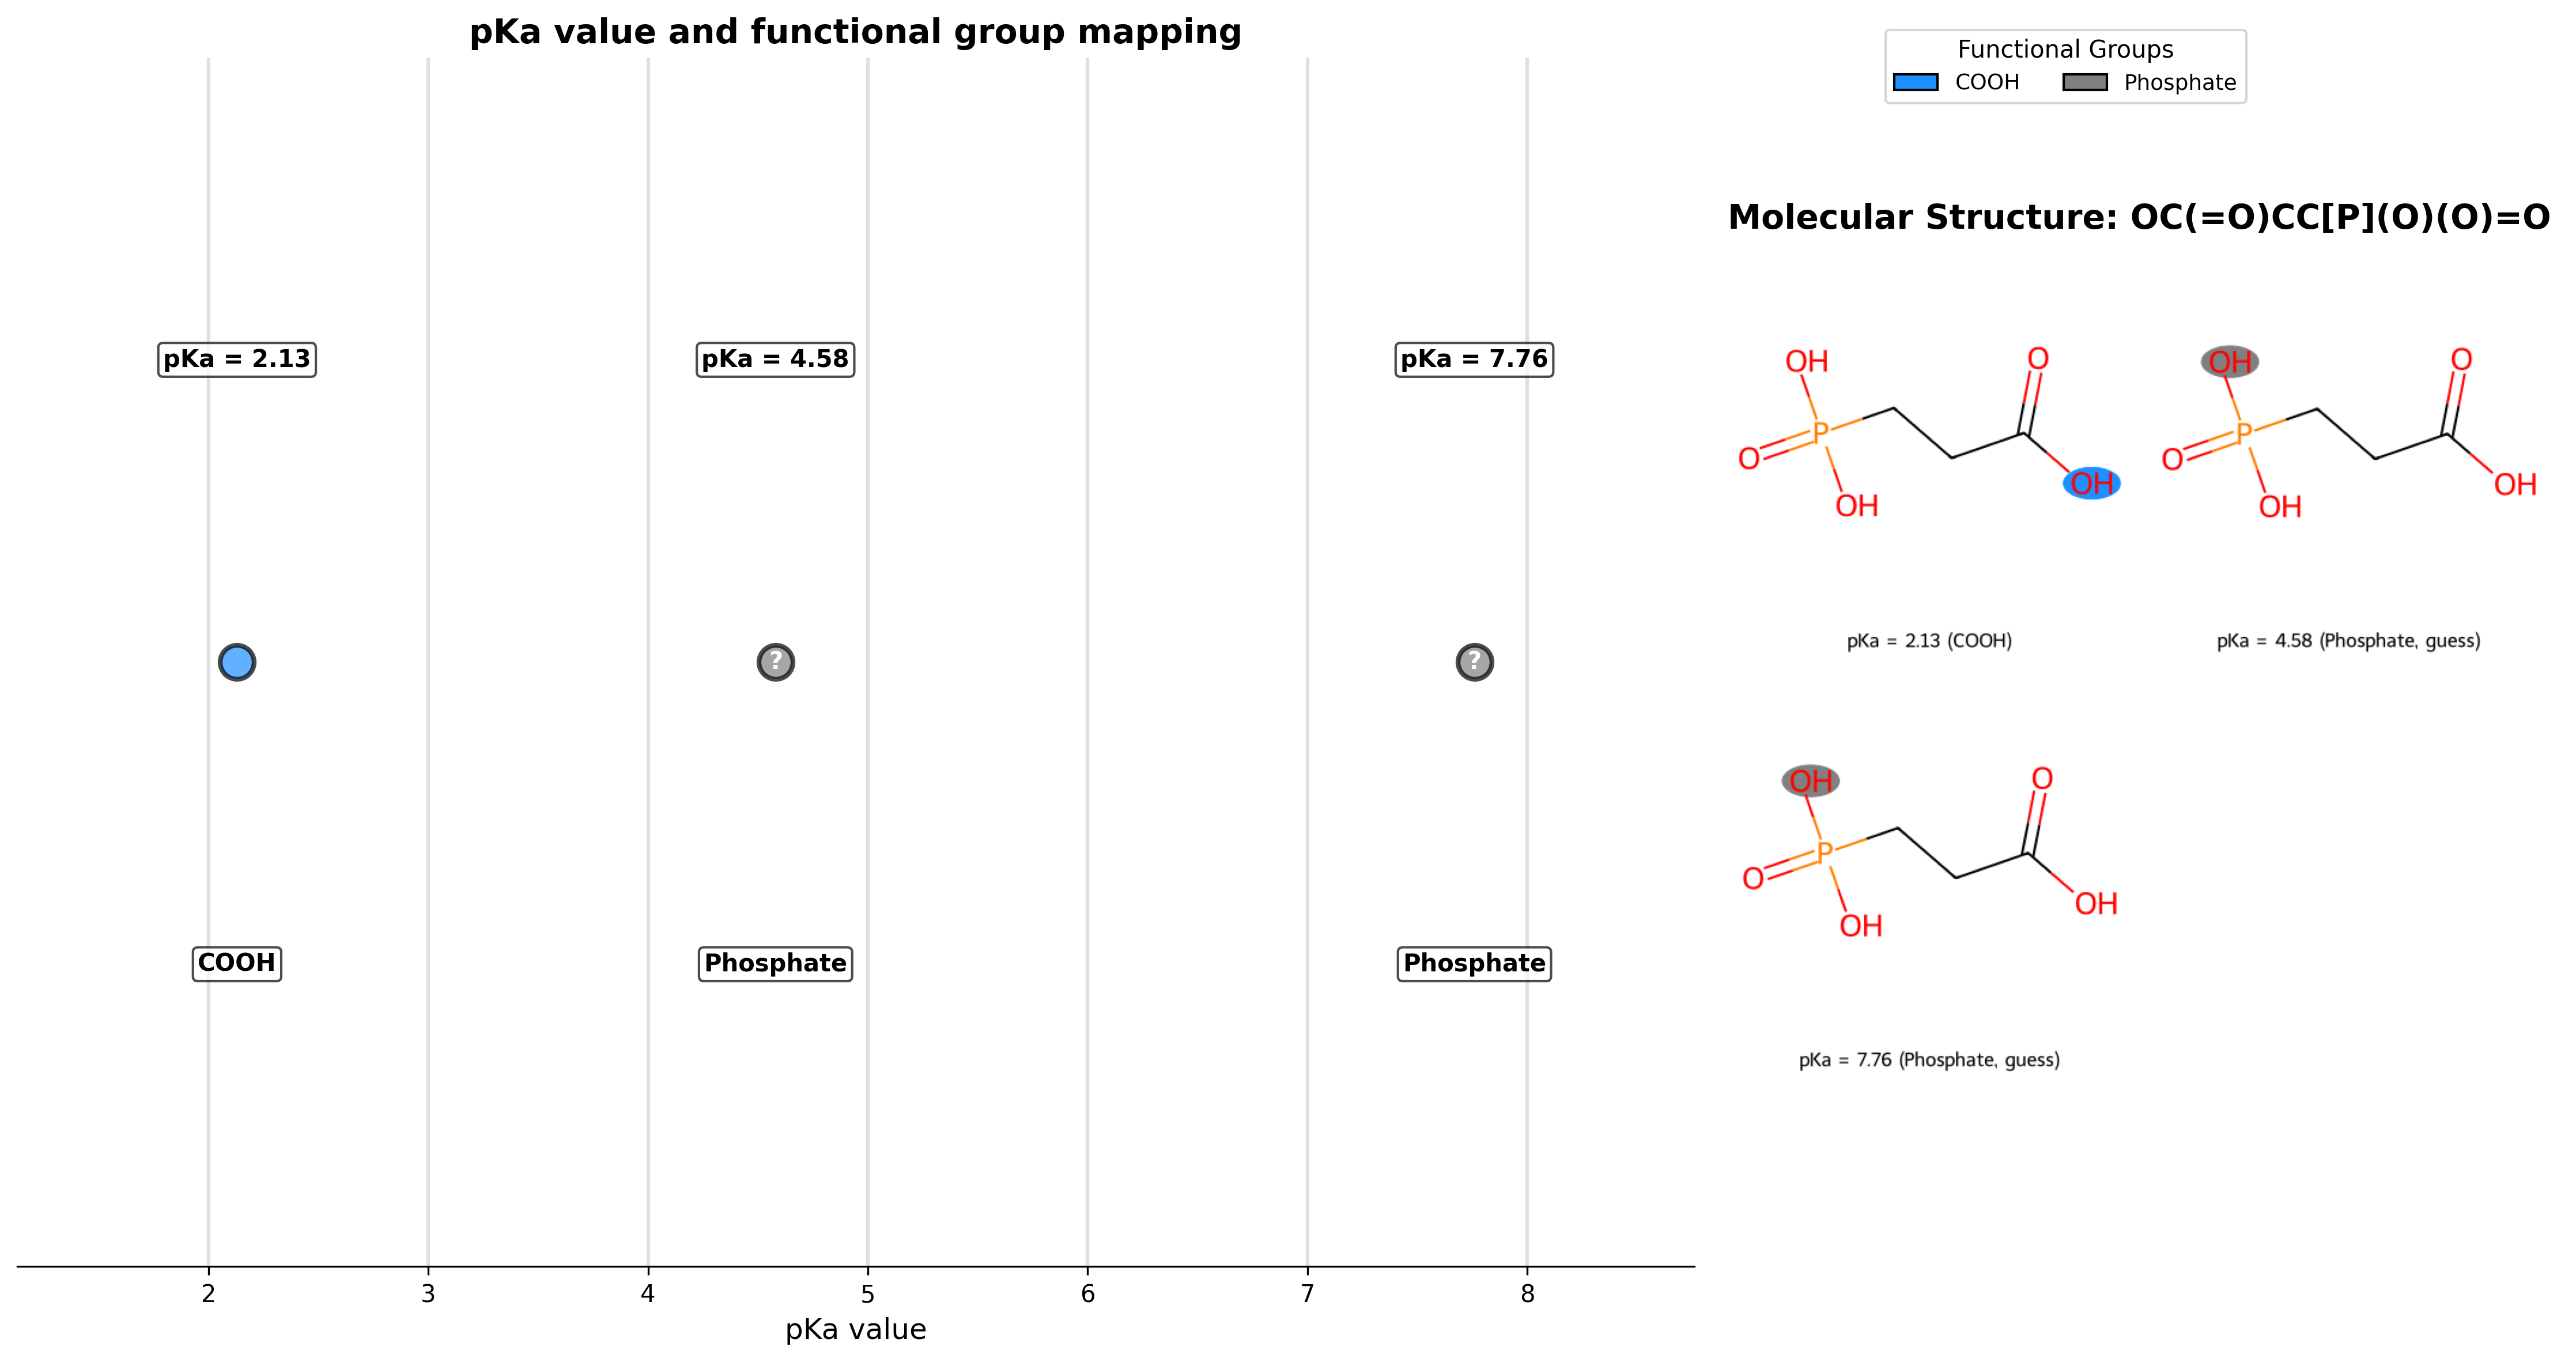 pKa value and functional group mapping
Functional Groups
COOH
Phosphate
Molecular Structure: OC(=O)CC[P](O)(O)=O
pKa = 2.13
pKa = 4.58
pKa = 7.76
?
?
COOH
Phosphate
Phosphate
2
3
4
5
6
7
8
pKa value
OH
O
P
O
OH
OH
pKa = 2.13 (COOH)
OH
O
P
O
OH
OH
pKa = 4.58 (Phosphate, guess)
OH
O
P
O
OH
OH
pKa = 7.76 (Phosphate, guess)